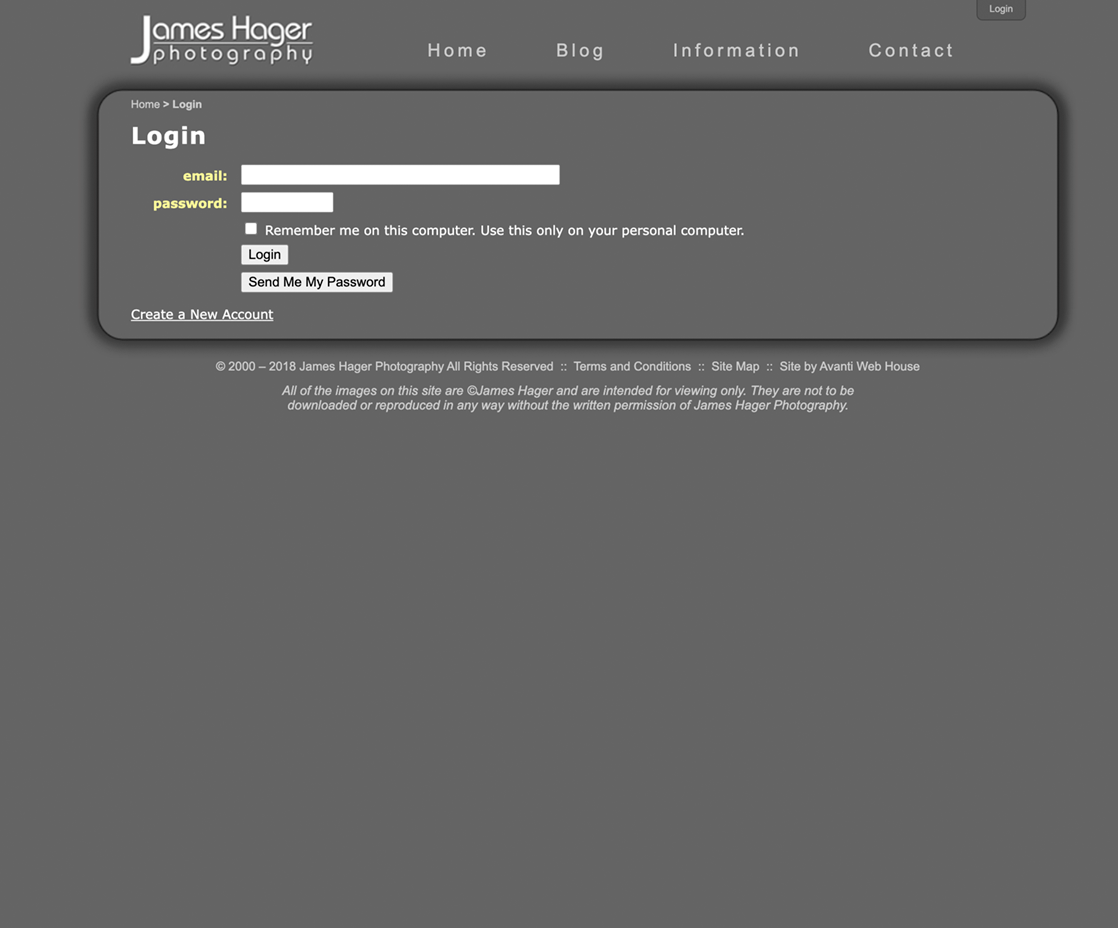 Login
James Hager
photography
Home Blog Information Contact
Home > Login
Login
email:
password:
Remember me on this computer. Use this only on your personal computer.
Login
Send Me My Password
Create a New Account
© 2000 – 2018 James Hager Photography All Rights Reserved :: Terms and Conditions :: Site Map :: Site by Avanti Web House
All of the images on this site are ©James Hager and are intended for viewing only. They are not to be
downloaded or reproduced in any way without the written permission of James Hager Photography.